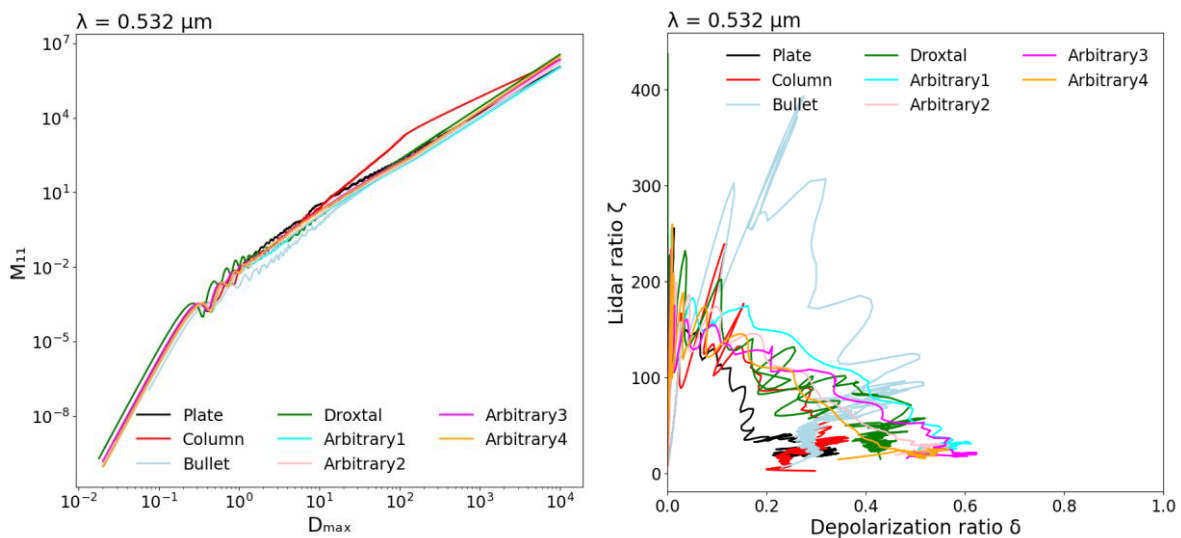 λ = 0.532 μm
10⁷
10⁴
10¹
10⁻²
10⁻⁵
10⁻⁸
M₁₁
Plate
Column
Bullet
Droxtal
Arbitrary1
Arbitrary2
Arbitrary3
Arbitrary4
10⁻² 10⁻¹ 10⁰ 10¹ 10² 10³ 10⁴
Dₘₐₓ
λ = 0.532 μm
Plate
Column
Bullet
Droxtal
Arbitrary1
Arbitrary2
Arbitrary3
Arbitrary4
400
300
200
100
0
Lidar ratio ζ
0.0 0.2 0.4 0.6 0.8 1.0
Depolarization ratio δ